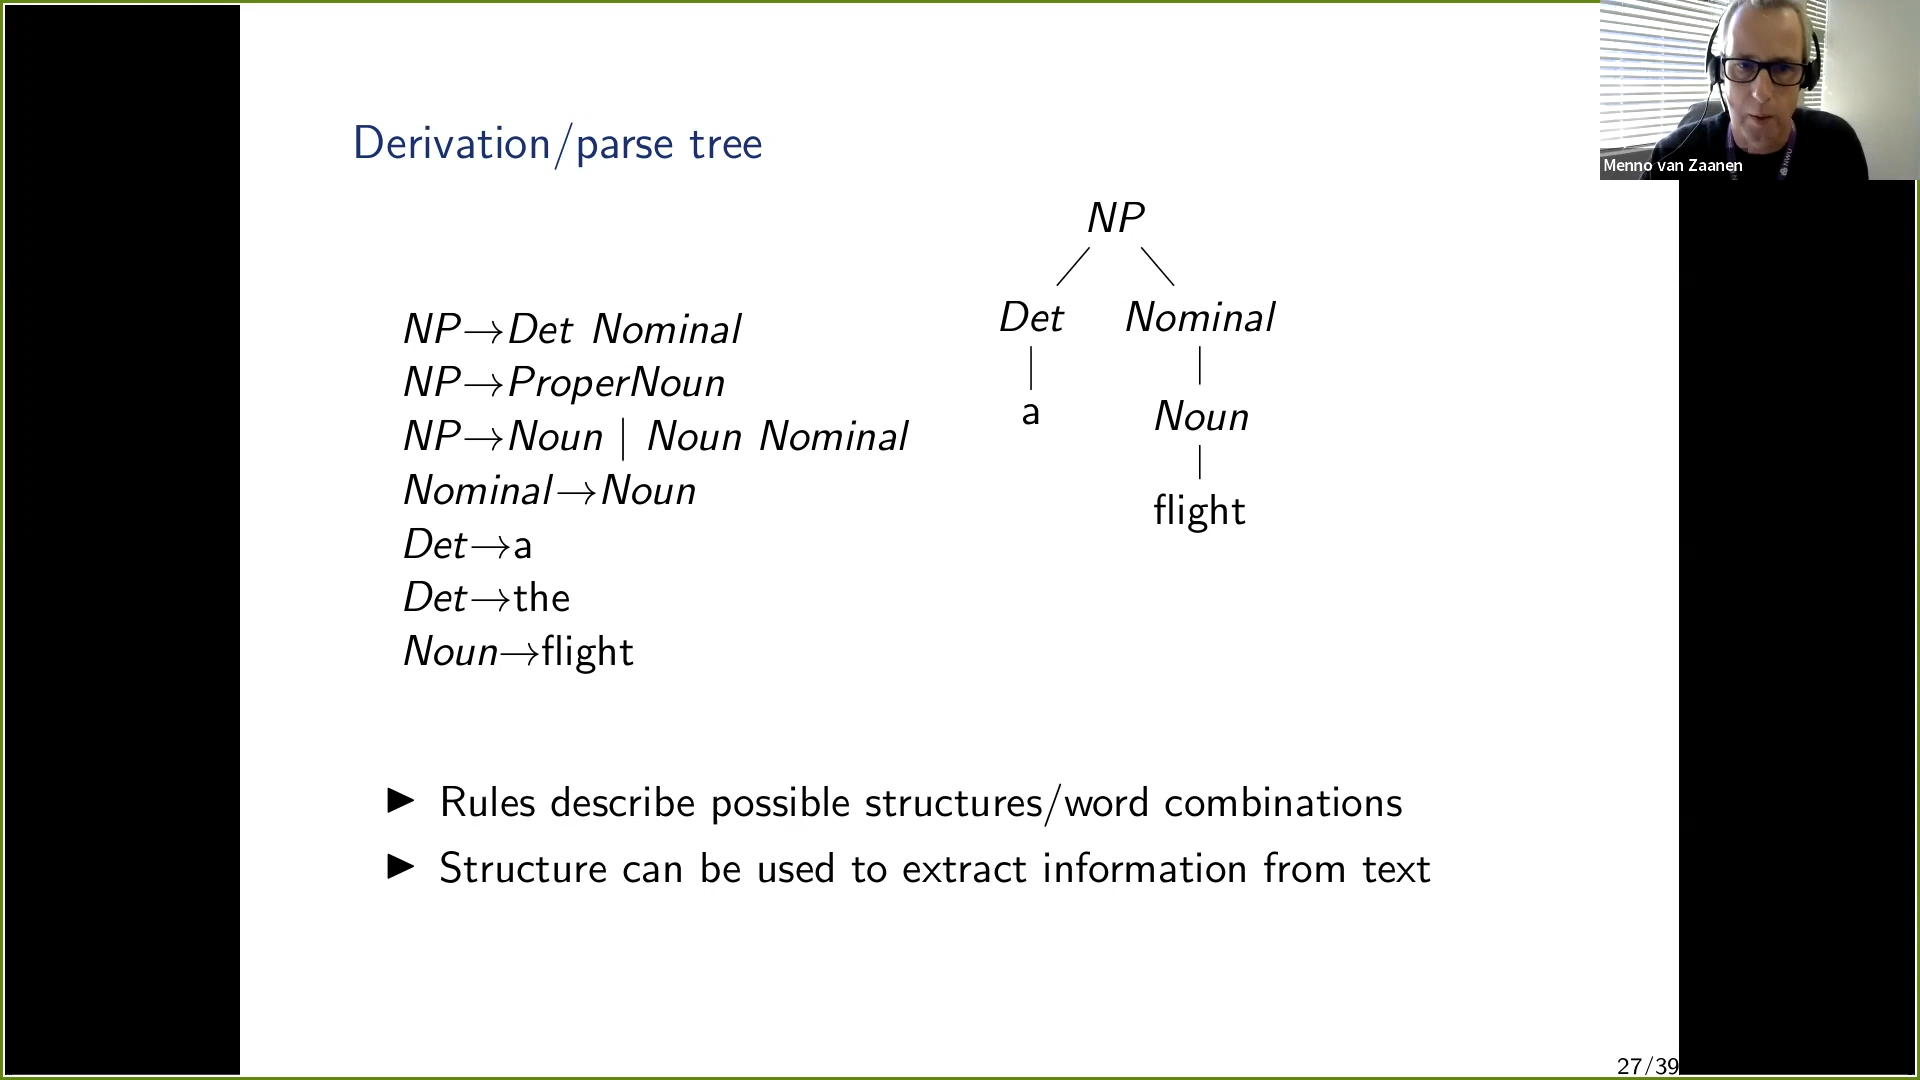 Derivation/parse tree
Menno van Zaanen
NWU
NP
Det Nominal
a Noun
flight
NP→Det Nominal
NP→ProperNoun
NP→Noun | Noun Nominal
Nominal→Noun
Det→a
Det→the
Noun→flight
▶ Rules describe possible structures/word combinations
▶ Structure can be used to extract information from text
27/39